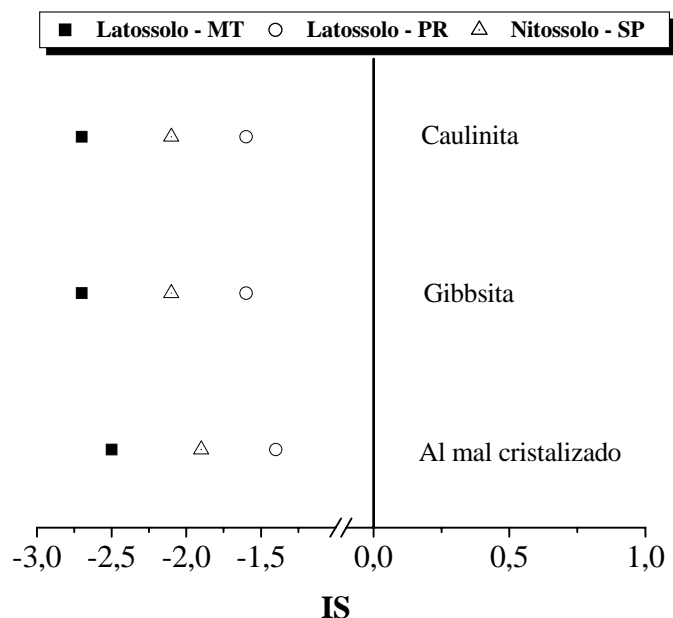 Latossolo - MT Latossolo - PR Nitossolo - SP
Caulinita
Gibbsita
Al mal cristalizado
-3,0 -2,5 -2,0 -1,5 0,0 0,5 1,0
IS